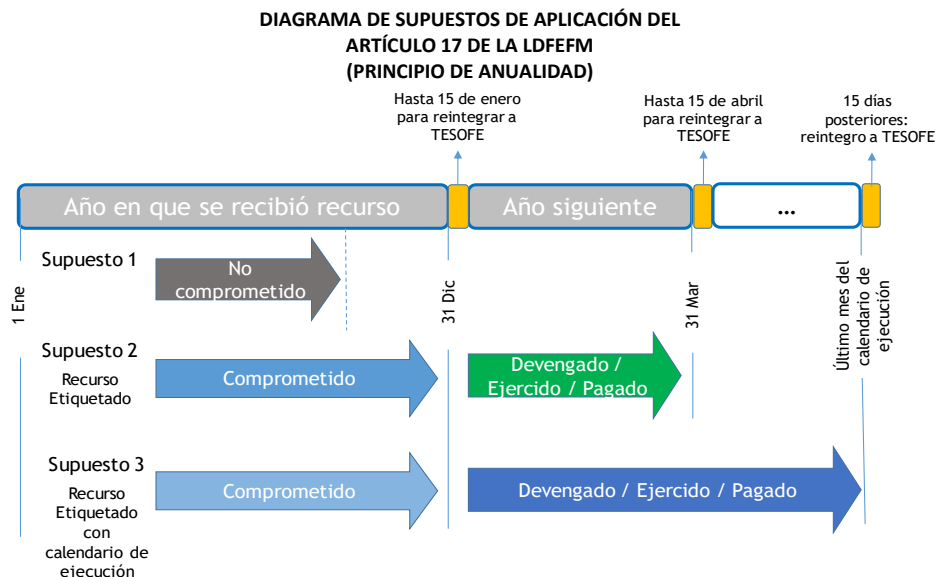 DIAGRAMA DE SUPUESTOS DE APLICACIÓN DEL
ARTÍCULO 17 DE LA LDFEFM
(PRINCIPIO DE ANUALIDAD)
Hasta 15 de enero
para reintegrar a
TESOFE
Hasta 15 de abril
para reintegrar a
TESOFE
15 días
posteriores:
reintegro a TESOFE
Año en que se recibió recurso
Año siguiente
...
Supuesto 1
No
comprometido
1 Ene
31 Dic
31 Mar
Último mes del
calendario de
ejecución
Supuesto 2
Recurso
Etiquetado
Comprometido
Devengado /
Ejercido / Pagado
Supuesto 3
Recurso
Etiquetado
con
calendario de
ejecución
Comprometido
Devengado / Ejercido / Pagado